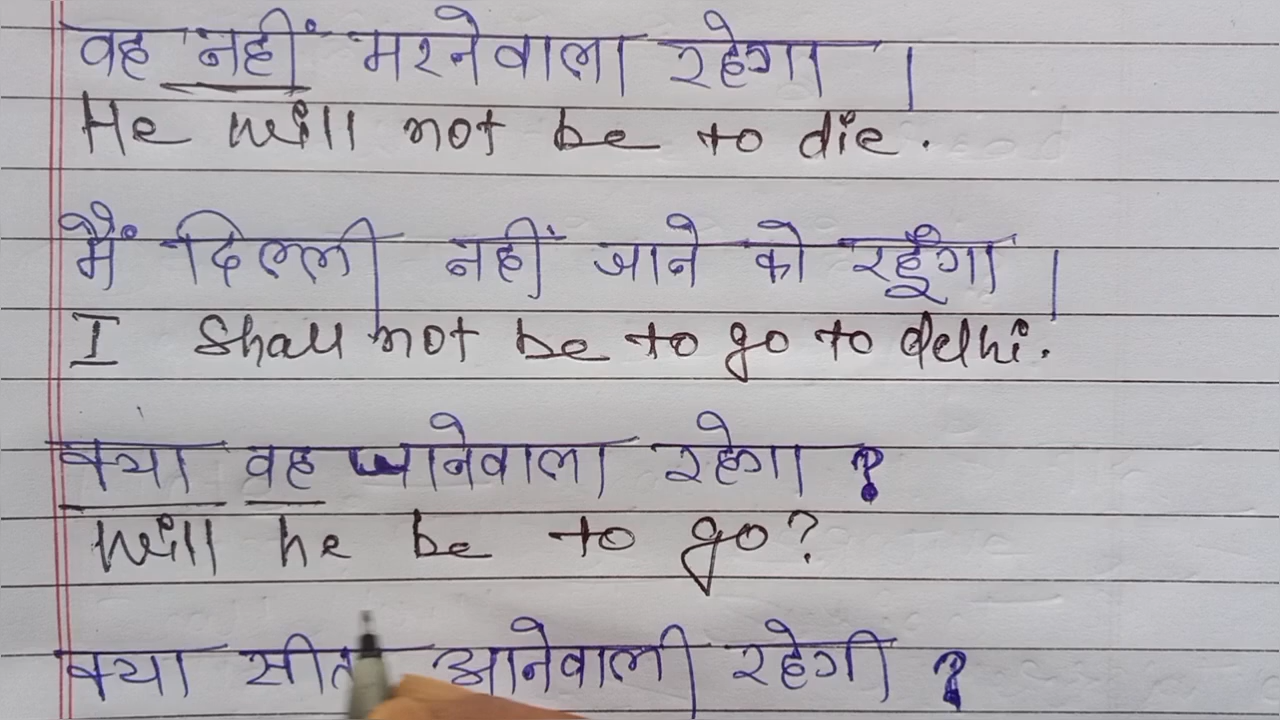 वह नहीं मरनेवाला रहेगा ।
He will not be to die.
मैं दिल्ली नहीं जाने को रहूँगा ।
I Shall not be to go to delhi.
क्या वह जानेवाला रहेगा ?
Will he be to go?
क्या सीता आनेवाली रहेगी ?